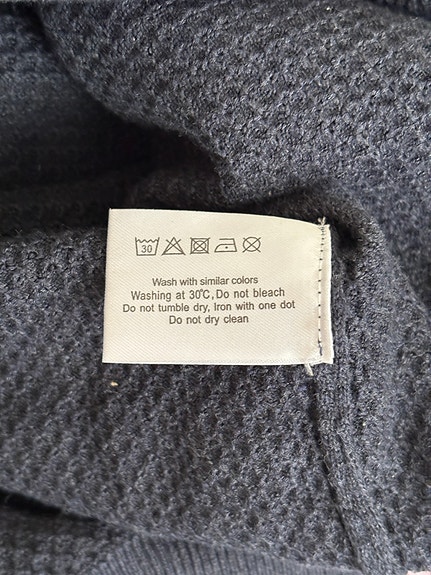 30
Wash with similar colors
Washing at 30℃, Do not bleach
Do not tumble dry, Iron with one dot
Do not dry clean